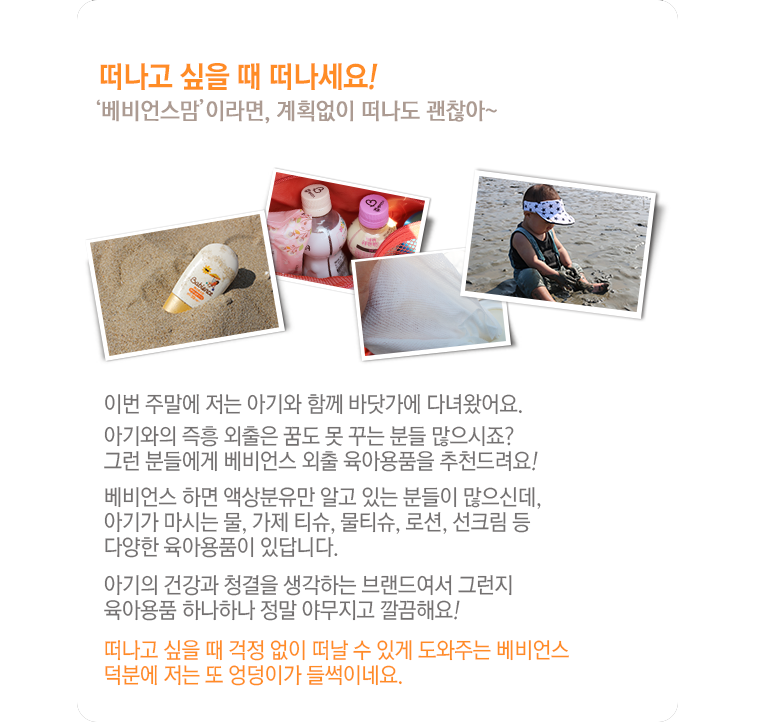 떠나고 싶을 때 떠나세요!
‘베비언스맘’이라면, 계획없이 떠나도 괜찮아~
이번 주말에 저는 아기와 함께 바닷가에 다녀왔어요.
아기와의 즉흥 외출은 꿈도 못 꾸는 분들 많으시죠?
그런 분들에게 베비언스 외출 육아용품을 추천드려요!
베비언스 하면 액상분유만 알고 있는 분들이 많으신데,
아기가 마시는 물, 가제 티슈, 물티슈, 로션, 선크림 등
다양한 육아용품이 있답니다.
아기의 건강과 청결을 생각하는 브랜드여서 그런지
육아용품 하나하나 정말 야무지고 깔끔해요!
떠나고 싶을 때 걱정 없이 떠날 수 있게 도와주는 베비언스
덕분에 저는 또 엉덩이가 들썩이네요.